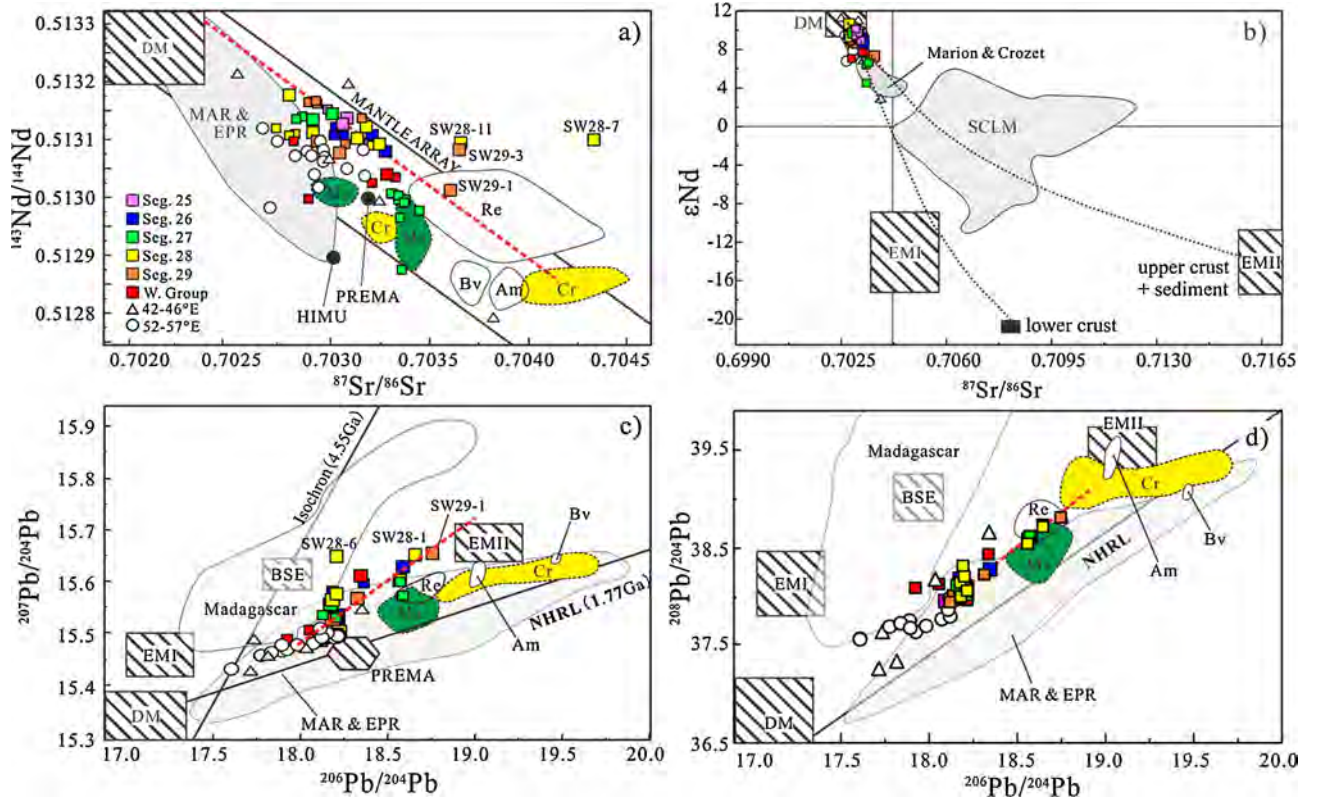 a)
0.5133
0.5132
0.5131
0.5130
0.5129
0.5128
¹⁴³Nd/¹⁴⁴Nd
DM
MAR &
EPR
MANTLE ARRAY
SW28-11
SW28-7
SW29-3
SW29-1
Re
Cr
Ma
Bv
Am
Cr
PREMA
HIMU
Seg. 25
Seg. 26
Seg. 27
Seg. 28
Seg. 29
W. Group
42-46°E
52-57°E
0.7020 0.7025 0.7030 0.7035 0.7040 0.7045
⁸⁷Sr/⁸⁶Sr
b)
12
8
4
0
-4
-8
-12
-16
-20
εNd
DM
Marion & Crozet
SCLM
EMI
EMII
upper crust
+ sediment
lower crust
0.6990 0.7025 0.7060 0.7095 0.7130 0.7165
⁸⁷Sr/⁸⁶Sr
c)
15.9
15.8
15.7
15.6
15.5
15.4
15.3
²⁰⁷Pb/²⁰⁴Pb
Isochron (4.55Ga)
SW29-1
SW28-6
SW28-1
Bv
EMII
BSE
Re
Cr
Ma
Madagascar
NHRL (1.77Ga)
Am
EMI
PREMA
DM
MAR & EPR
17.0 17.5 18.0 18.5 19.0 19.5 20.0
²⁰⁶Pb/²⁰⁴Pb
d)
39.5
38.5
37.5
36.5
²⁰⁸Pb/²⁰⁴Pb
EMII
Madagascar
BSE
Cr
Re
Bv
NHRL
Ma
Am
EMI
MAR & EPR
DM
17.0 17.5 18.0 18.5 19.0 19.5 20.0
²⁰⁶Pb/²⁰⁴Pb